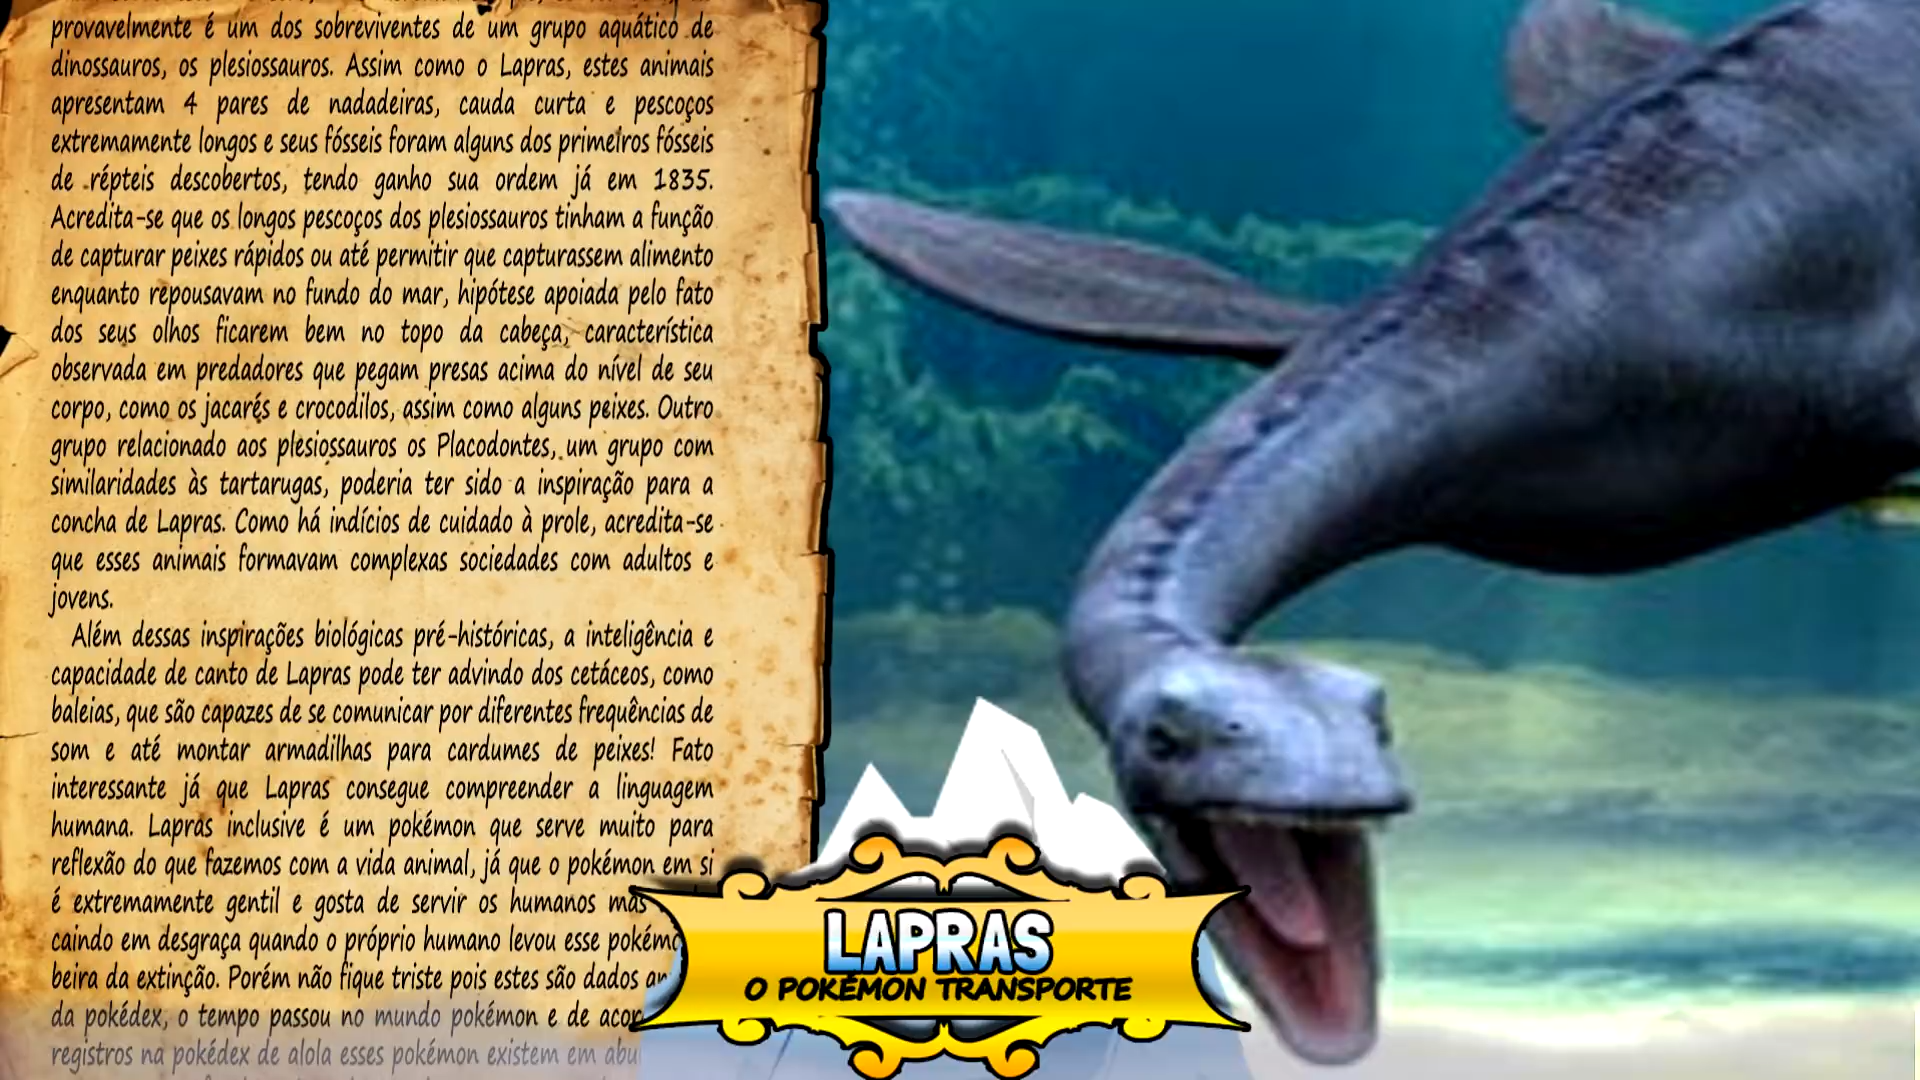 provavelmente é um dos sobreviventes de um grupo aquático de
dinossauros, os plesiossauros. Assim como o Lapras, estes animais
apresentam 4 pares de nadadeiras, cauda curta e pescoços
extremamente longos e seus fósseis foram alguns dos primeiros fósseis
de répteis descobertos, tendo ganho sua ordem já em 1835.
Acredita-se que os longos pescoços dos plesiossauros tinham a função
de capturar peixes rápidos ou até permitir que capturassem alimento
enquanto repousavam no fundo do mar, hipótese apoiada pelo fato
dos seus olhos ficarem bem no topo da cabeça, característica
observada em predadores que pegam presas acima do nível de seu
corpo, como os jacarés e crocodilos, assim como alguns peixes. Outro
grupo relacionado aos plesiossauros os Placodontes, um grupo com
similaridades às tartarugas, poderia ter sido a inspiração para a
concha de Lapras. Como há indícios de cuidado à prole, acredita-se
que esses animais formavam complexas sociedades com adultos e
jovens.
Além dessas inspirações biológicas pré-históricas, a inteligência e
capacidade de canto de Lapras pode ter advindo dos cetáceos, como
baleias, que são capazes de se comunicar por diferentes frequências de
som e até montar armadilhas para cardumes de peixes! Fato
interessante já que Lapras consegue compreender a linguagem
humana. Lapras inclusive é um pokémon que serve muito para
reflexão do que fazemos com a vida animal, já que o pokémon em si
é extremamente gentil e gosta de servir os humanos mas
caindo em desgraça quando o próprio humano levou esse
beira da extinção. Porém não fique triste pois estes são dados
da pokédex, o tempo passou no mundo pokémon e de
registros na pokédex de alola esses pokémon existem em
LAPRAS
O POKÉMON TRANSPORTE